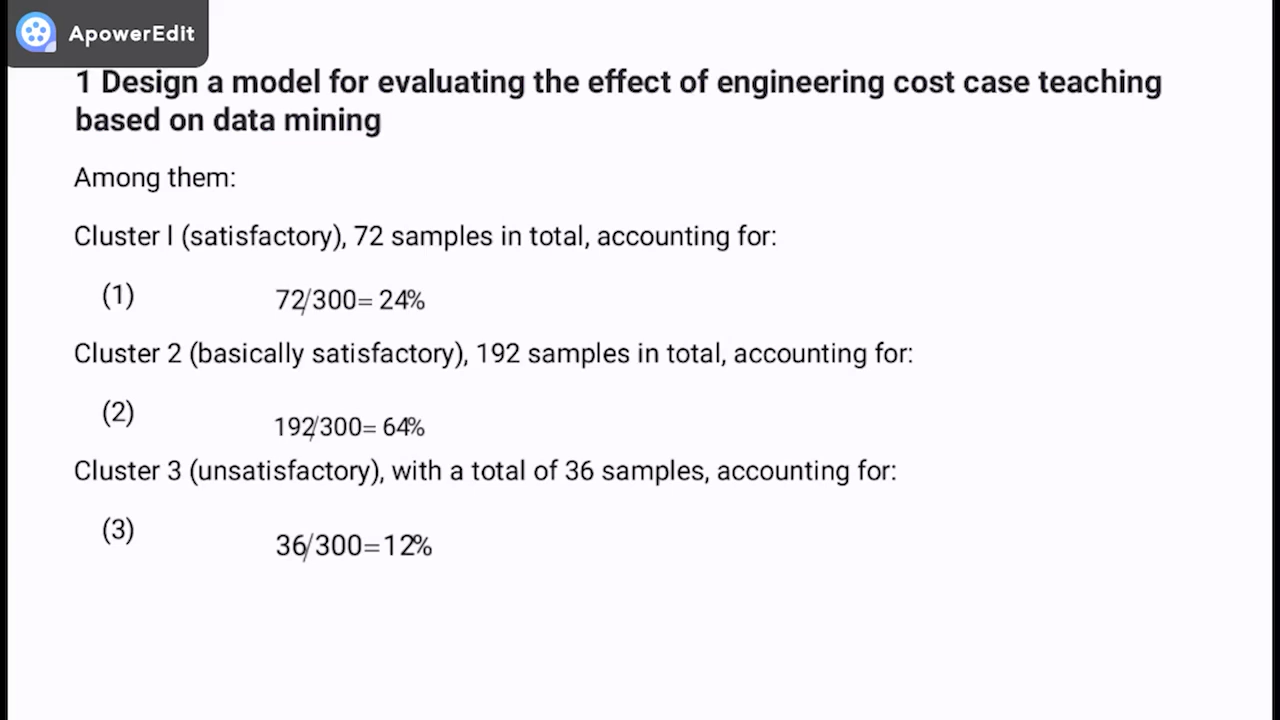 ApowerEdit
1 Design a model for evaluating the effect of engineering cost case teaching
based on data mining
Among them:
Cluster l (satisfactory), 72 samples in total, accounting for:
(1) 72/300= 24%
Cluster 2 (basically satisfactory), 192 samples in total, accounting for:
(2) 192/300= 64%
Cluster 3 (unsatisfactory), with a total of 36 samples, accounting for:
(3) 36/300=12%